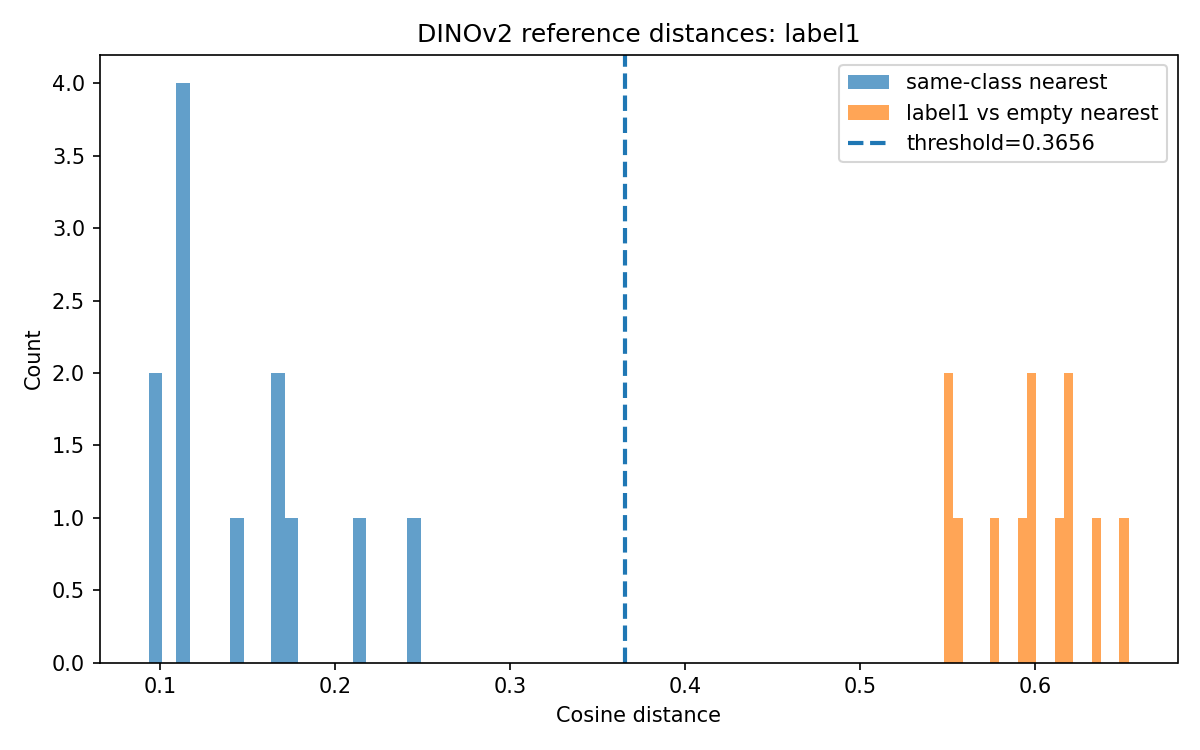 DINOv2 reference distances: label1
same-class nearest
label1 vs empty nearest
threshold=0.3656
4.0
3.5
3.0
2.5
2.0
1.5
1.0
0.5
0.0
Count
0.1 0.2 0.3 0.4 0.5 0.6
Cosine distance